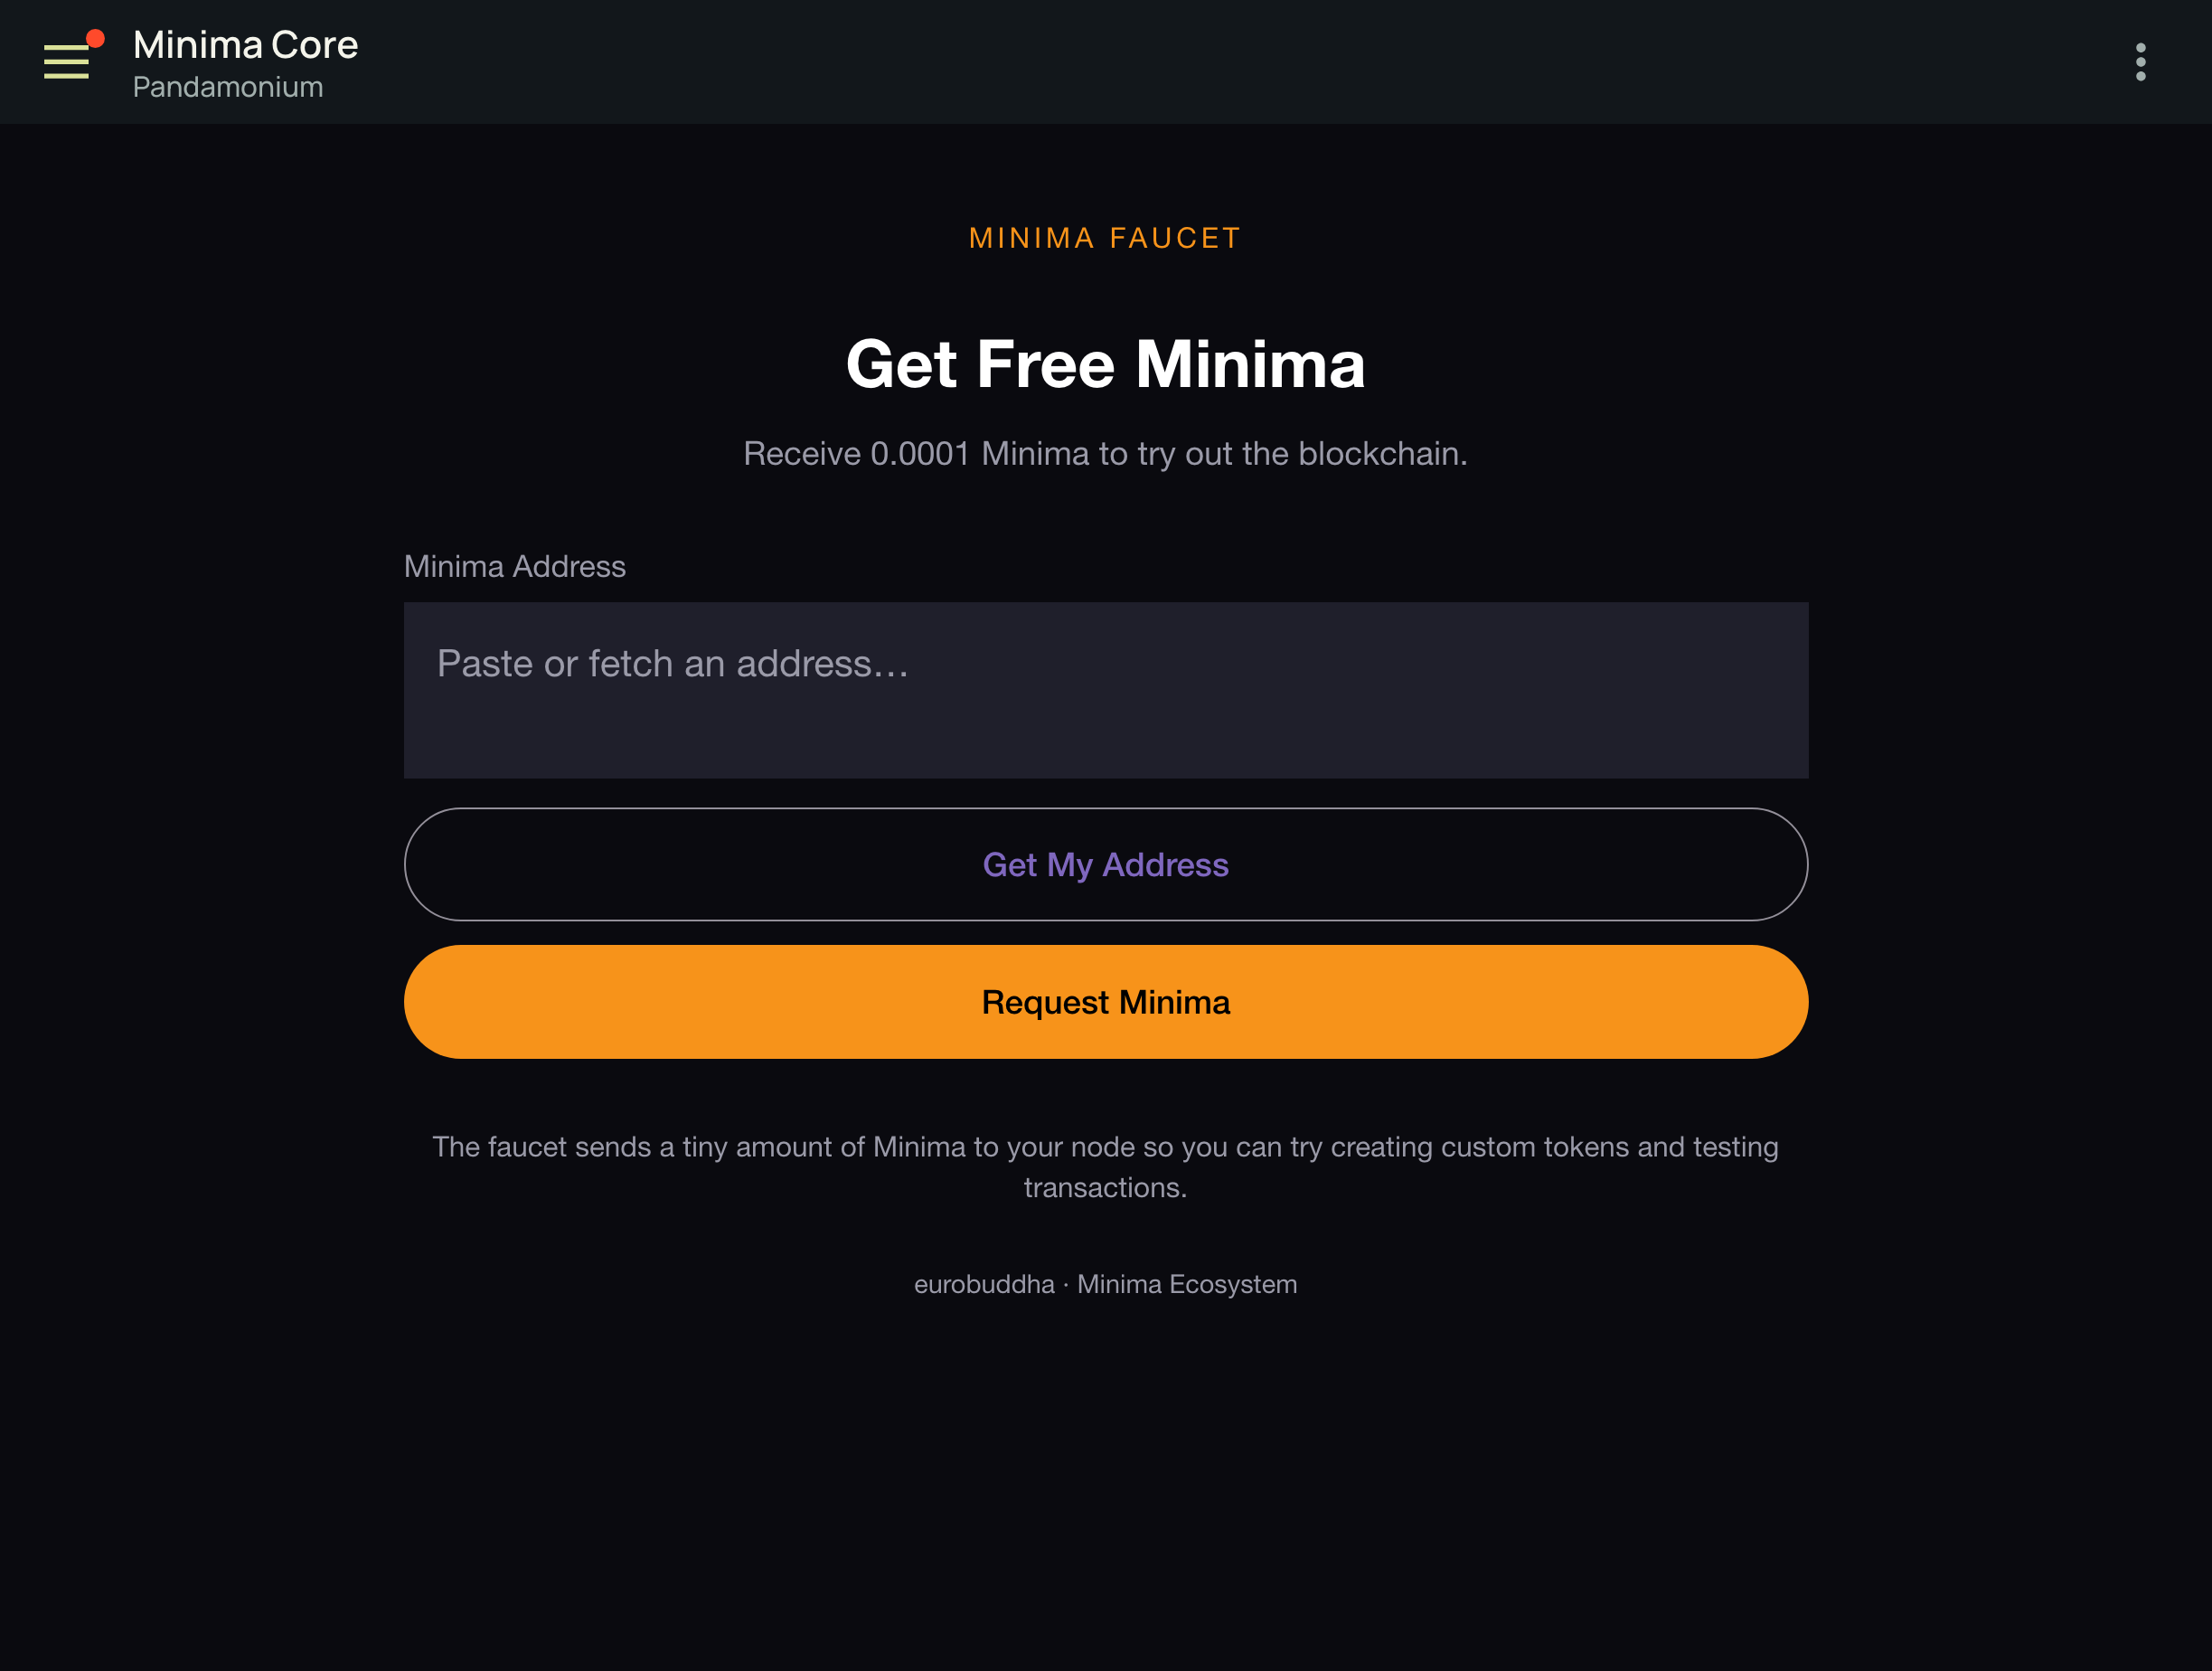 Minima Core
Pandamonium
MINIMA FAUCET
Get Free Minima
Receive 0.0001 Minima to try out the blockchain.
Minima Address
Paste or fetch an address…
Get My Address
Request Minima
The faucet sends a tiny amount of Minima to your node so you can try creating custom tokens and testing
transactions.
eurobuddha · Minima Ecosystem